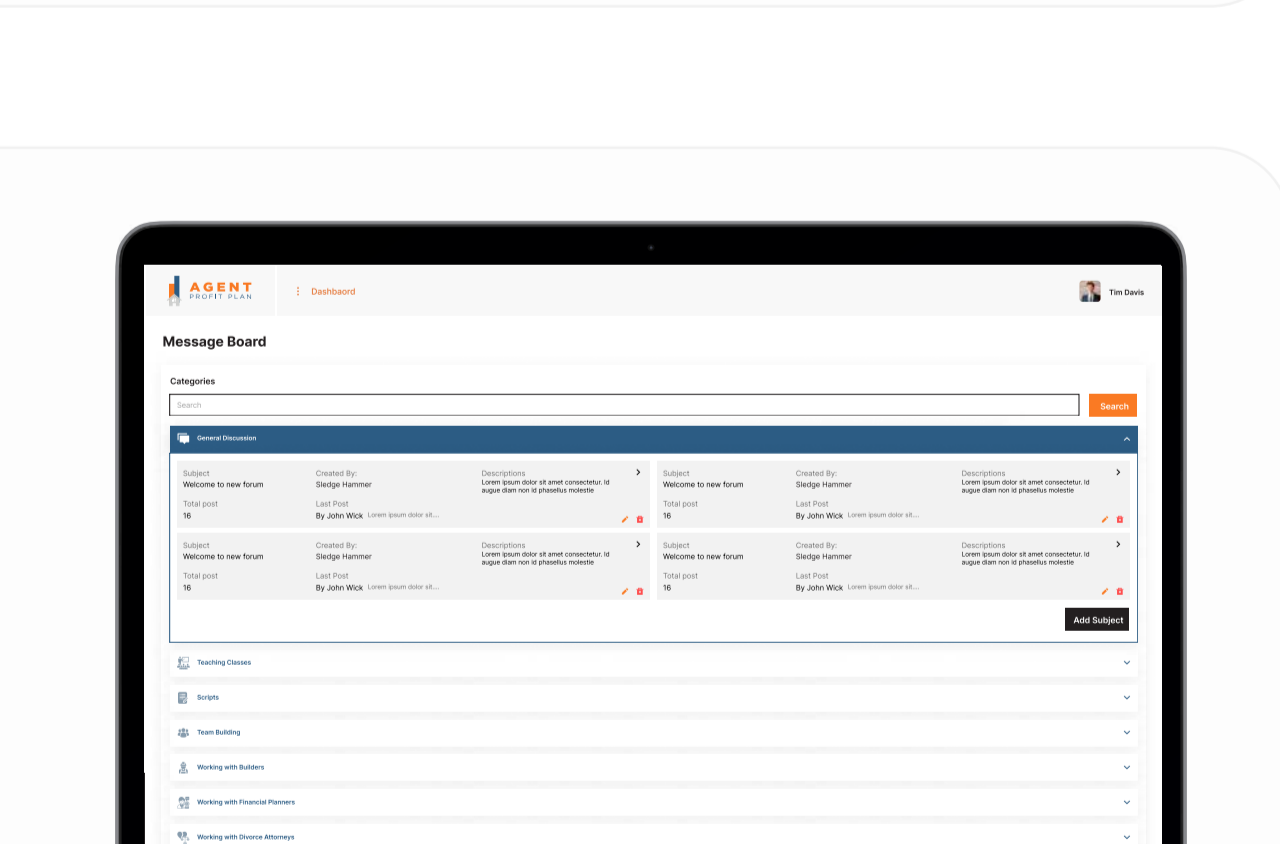 AGENT
PROFIT PLAN
Dashbaord
Tim Davis
Message Board
Categories
Search
Search
General Discussion
Subject
Welcome to new forum
Created By:
Sledge Hammer
Descriptions
Lorem ipsum dolor sit amet consectetur. Id
augue diam non id phasellus molestie
Total post
16
Last Post
By John Wick Lorem ipsum dolor sit....
Subject
Welcome to new forum
Created By:
Sledge Hammer
Descriptions
Lorem ipsum dolor sit amet consectetur. Id
augue diam non id phasellus molestie
Total post
16
Last Post
By John Wick Lorem ipsum dolor sit....
Subject
Welcome to new forum
Created By:
Sledge Hammer
Descriptions
Lorem ipsum dolor sit amet consectetur. Id
augue diam non id phasellus molestie
Total post
16
Last Post
By John Wick Lorem ipsum dolor sit....
Subject
Welcome to new forum
Created By:
Sledge Hammer
Descriptions
Lorem ipsum dolor sit amet consectetur. Id
augue diam non id phasellus molestie
Total post
16
Last Post
By John Wick Lorem ipsum dolor sit....
Add Subject
Teaching Classes
Scripts
Team Building
Working with Builders
Working with Financial Planners
Working with Divorce Attorneys